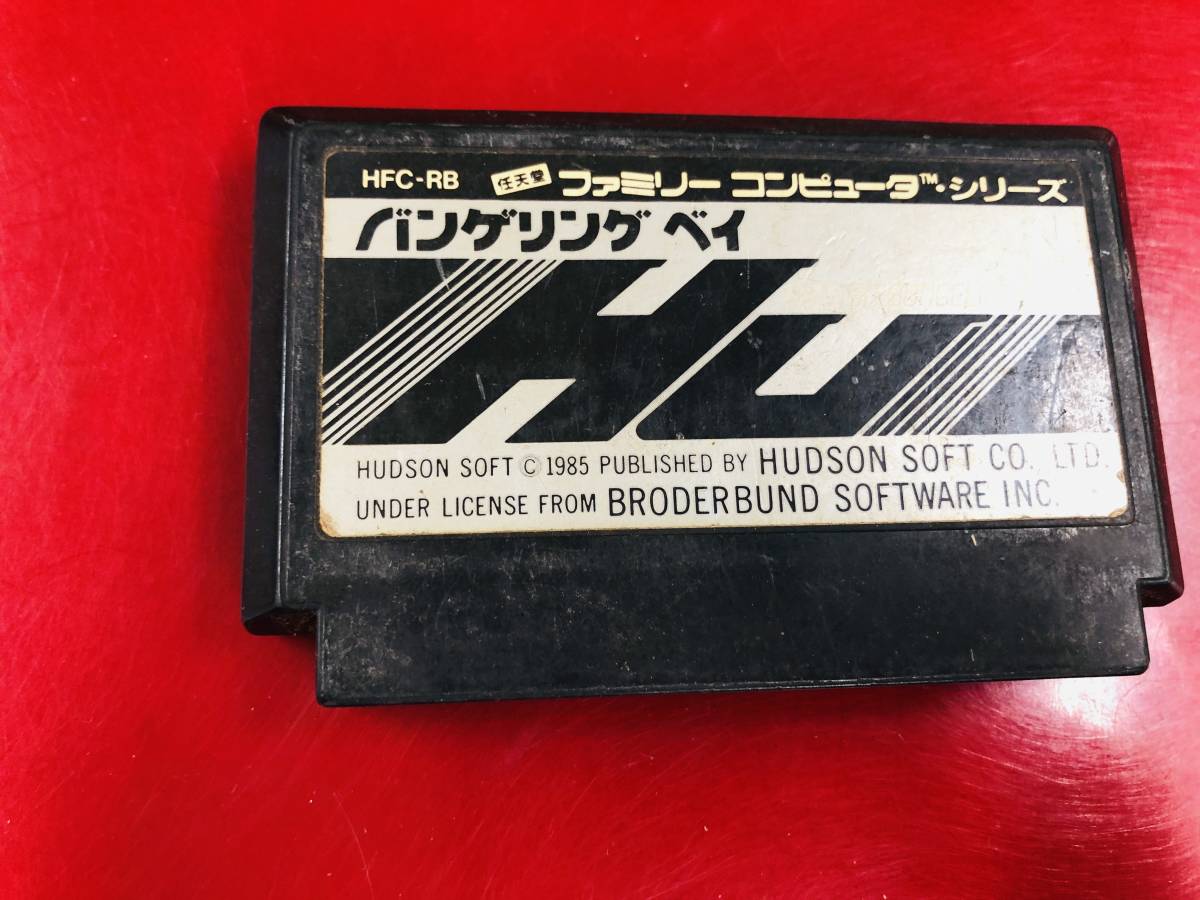 HFC-RB 任天堂 ファミリー コンピュータ™・シリーズ
バンゲリング ベイ
HU
HUDSON SOFT © 1985 PUBLISHED BY HUDSON SOFT CO., LTD.
UNDER LICENSE FROM BRODERBUND SOFTWARE INC.